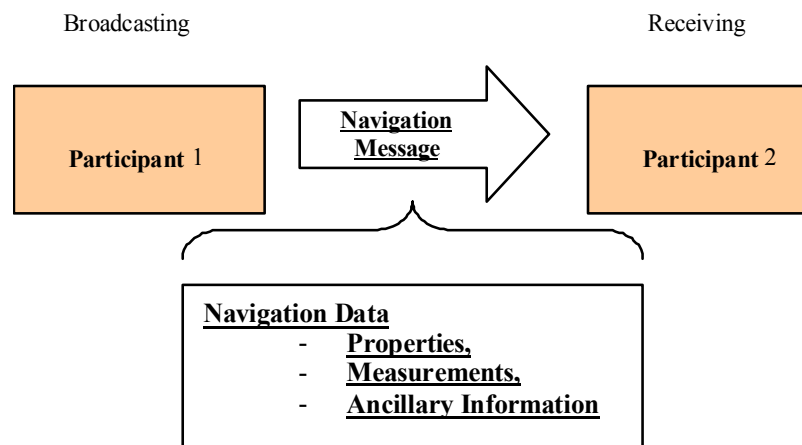 Broadcasting
Receiving
Participant 1
Navigation
Message
Participant 2
Navigation Data
- Properties,
- Measurements,
- Ancillary Information